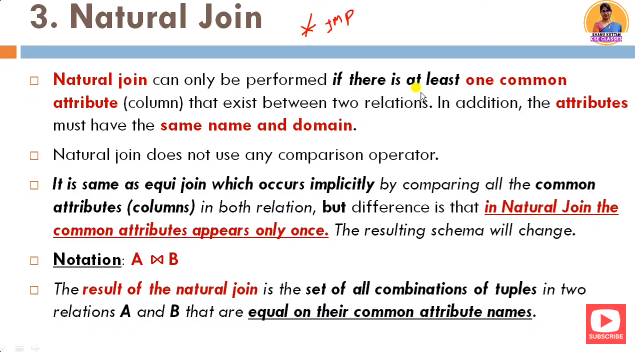 3. Natural Join
* IMP
SHANU KUTTAN
CSE CLASSES
Natural join can only be performed if there is at least one common
attribute (column) that exist between two relations. In addition, the attributes
must have the same name and domain.
Natural join does not use any comparison operator.
It is same as equi join which occurs implicitly by comparing all the common
attributes (columns) in both relation, but difference is that in Natural Join the
common attributes appears only once. The resulting schema will change.
Notation: A ⋈ B
The result of the natural join is the set of all combinations of tuples in two
relations A and B that are equal on their common attribute names.
SUBSCRIBE